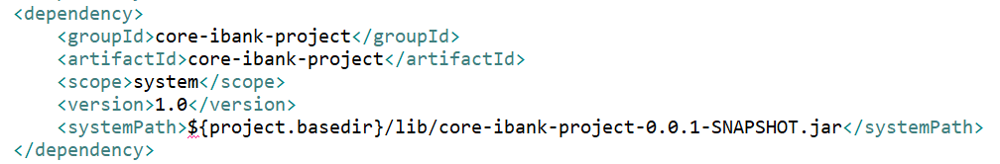 <dependency>
    <groupId>core-ibank-project</groupId>
    <artifactId>core-ibank-project</artifactId>
    <scope>system</scope>
    <version>1.0</version>
    <systemPath>${project.basedir}/lib/core-ibank-project-0.0.1-SNAPSHOT.jar</systemPath>
</dependency>